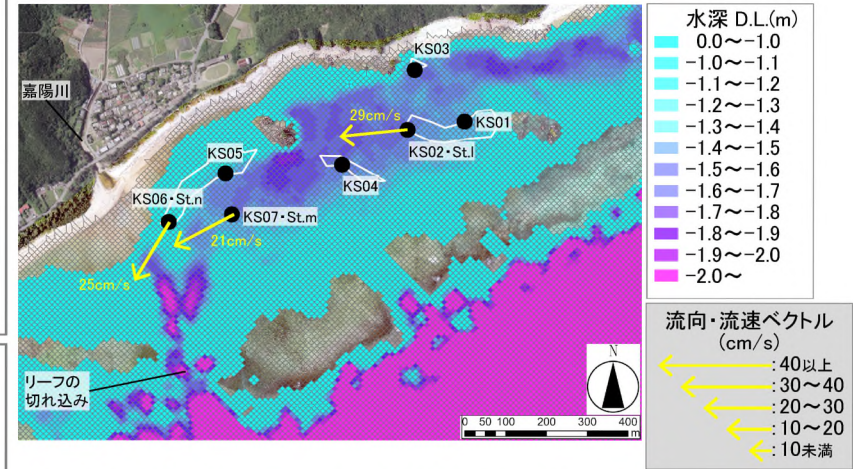 嘉陽川
KS03
29cm/s
KS01
KS02・St.l
KS05
KS04
KS06・St.n
KS07・St.m
21cm/s
25cm/s
リーフの
切れ込み
N
0 50 100 200 300 400
m
水深 D.L.(m)
0.0～-1.0
-1.0～-1.1
-1.1～-1.2
-1.2～-1.3
-1.3～-1.4
-1.4～-1.5
-1.5～-1.6
-1.6～-1.7
-1.7～-1.8
-1.8～-1.9
-1.9～-2.0
-2.0～
流向・流速ベクトル
(cm/s)
:40以上
:30～40
:20～30
:10～20
:10未満